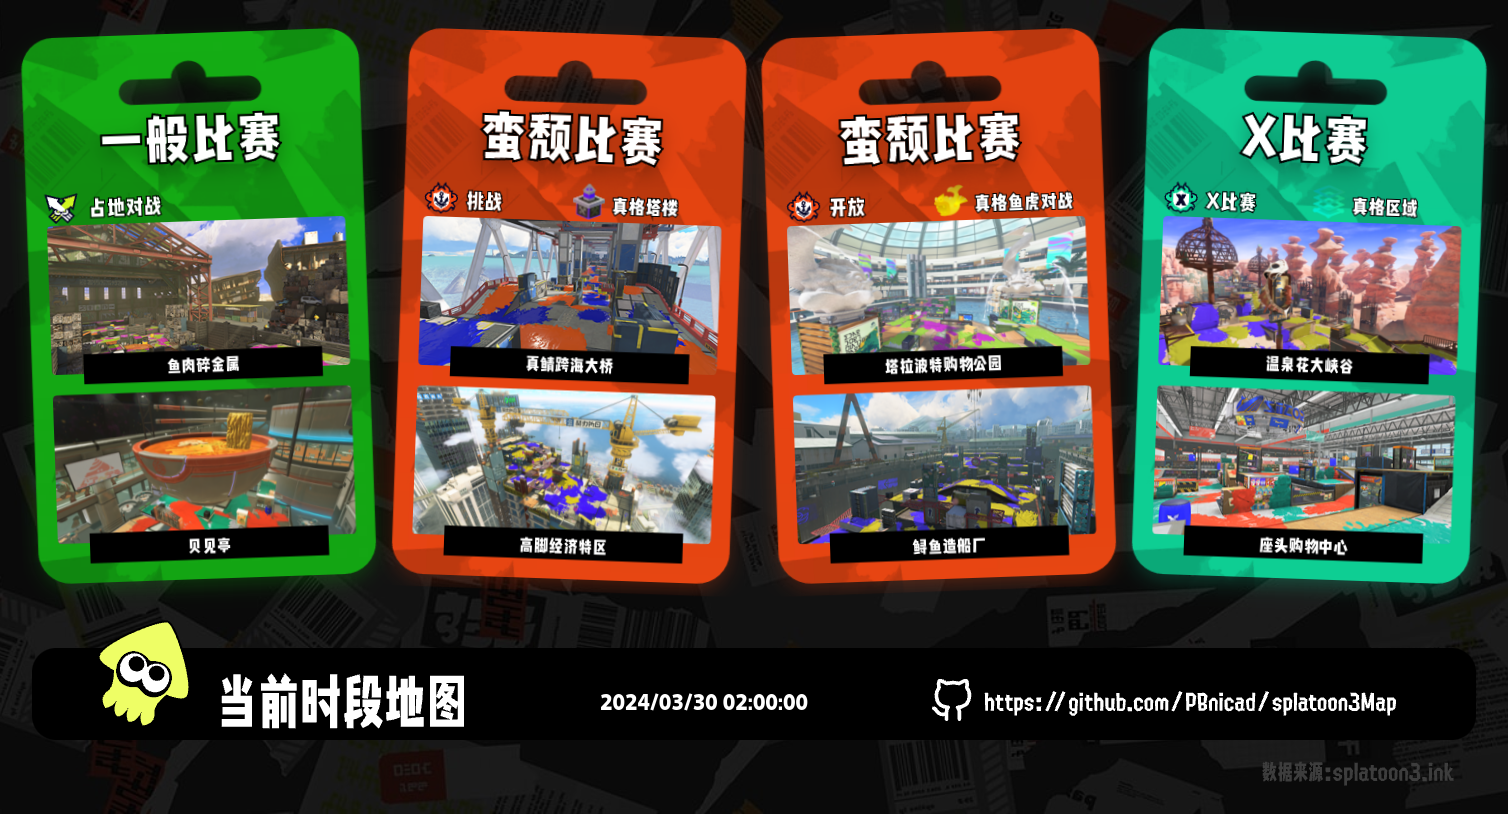 一般比赛
占地对战
鱼肉碎金属
贝见亭
蛮颓比赛
挑战
真格塔楼
真鲭跨海大桥
高脚经济特区
蛮颓比赛
开放
真格鱼虎对战
塔拉波特购物公园
鲟鱼造船厂
X比赛
X比赛
真格区域
温泉花大峡谷
座头购物中心
当前时段地图
2024/03/30 02:00:00
https://github.com/PBnicad/splatoon3Map
数据来源:splatoon3.ink